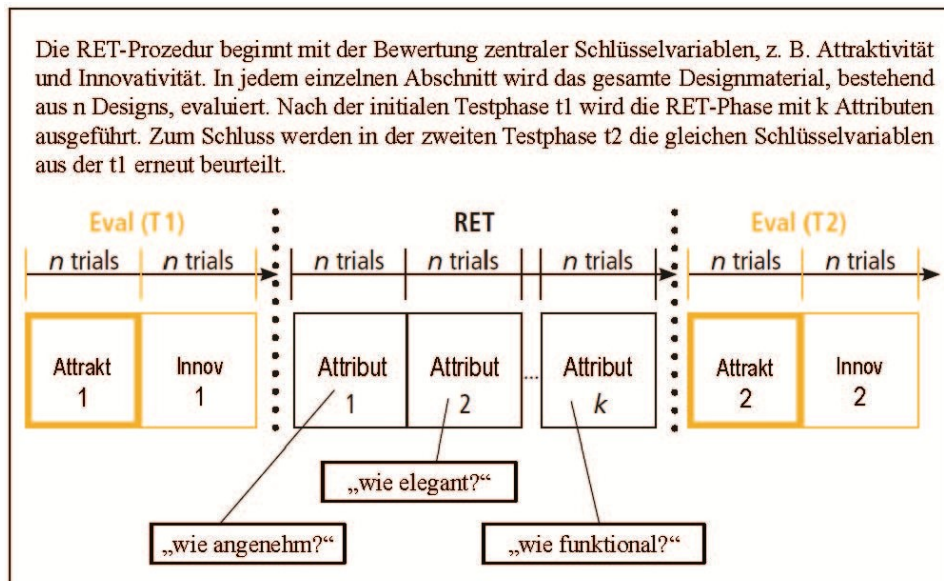 Die RET-Prozedur beginnt mit der Bewertung zentraler Schlüsselvariablen, z. B. Attraktivität
und Innovativität. In jedem einzelnen Abschnitt wird das gesamte Designmaterial, bestehend
aus n Designs, evaluiert. Nach der initialen Testphase t1 wird die RET-Phase mit k Attributen
ausgeführt. Zum Schluss werden in der zweiten Testphase t2 die gleichen Schlüsselvariablen
aus der t1 erneut beurteilt.
Eval (T1) RET Eval (T2)
n trials n trials n trials n trials n trials n trials n trials
Attrakt Innov Attribut Attribut ... Attribut Attrakt Innov
1 1 1 2 k 2 2
„wie elegant?“
„wie angenehm?“ „wie funktional?“